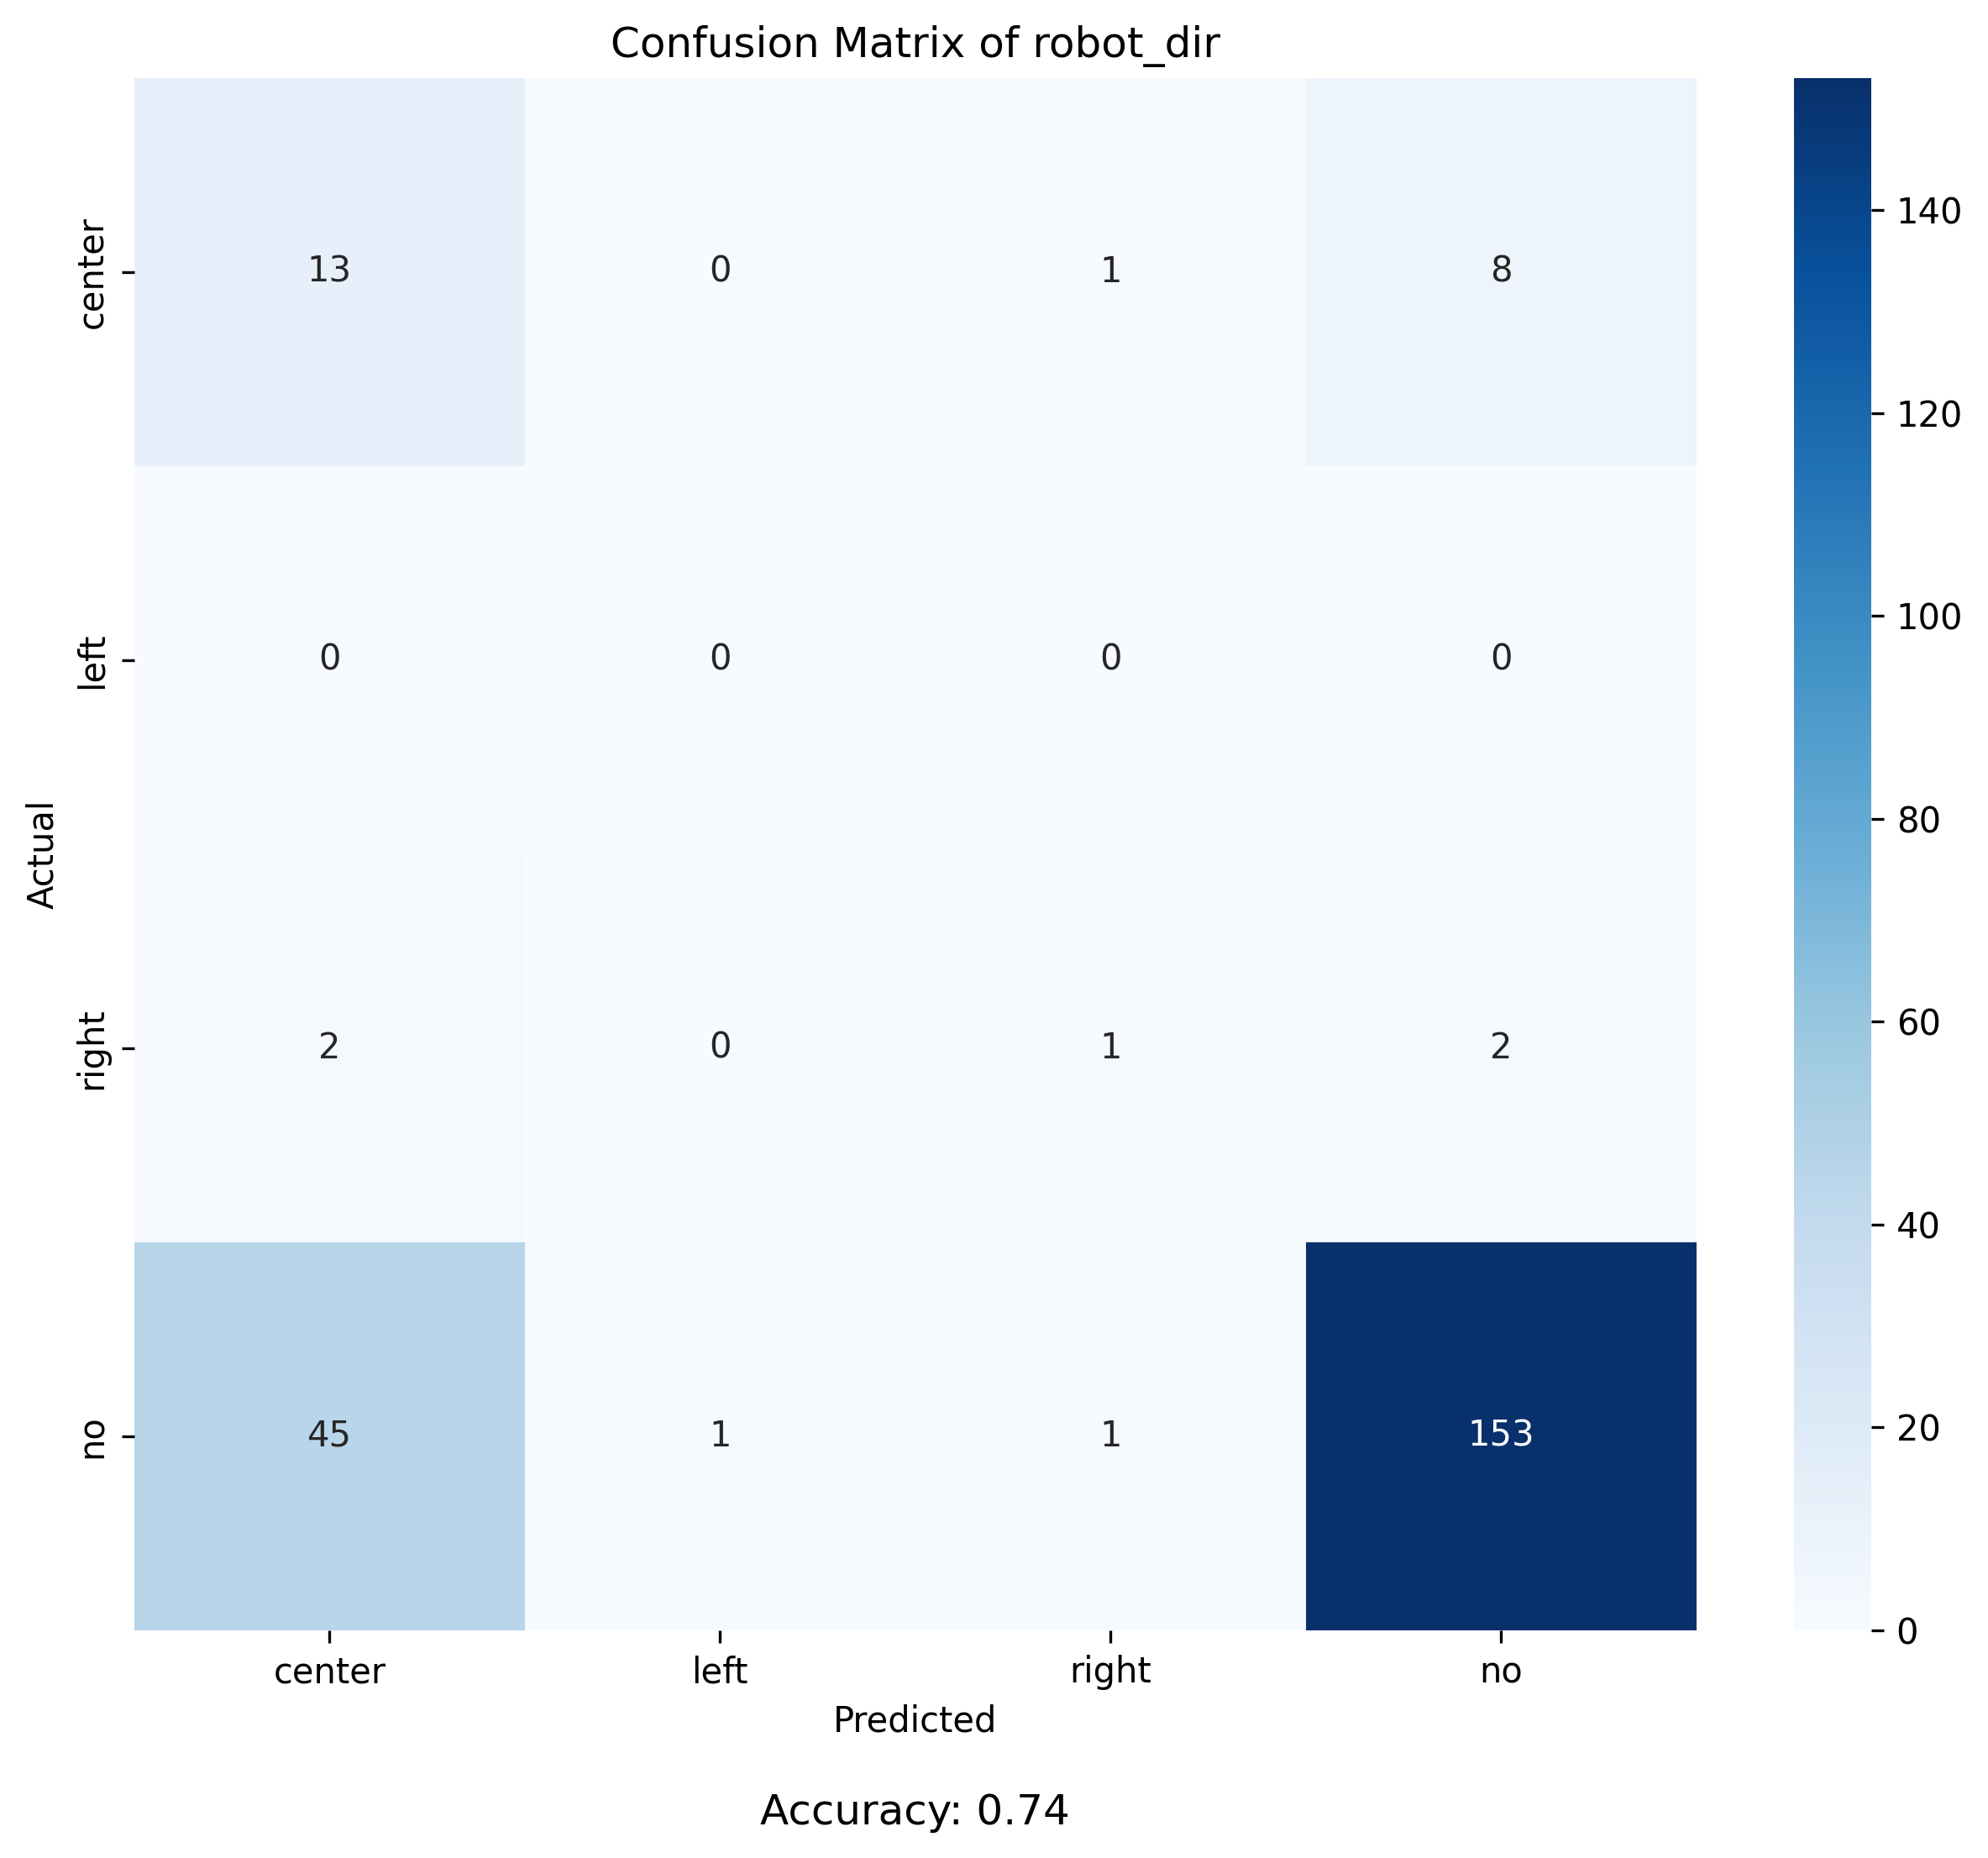 Confusion Matrix of robot_dir
center 13 0 1 8
left 0 0 0 0
right 2 0 1 2
no 45 1 1 153
center left right no
Predicted
Actual
140
120
100
80
60
40
20
0
Accuracy: 0.74